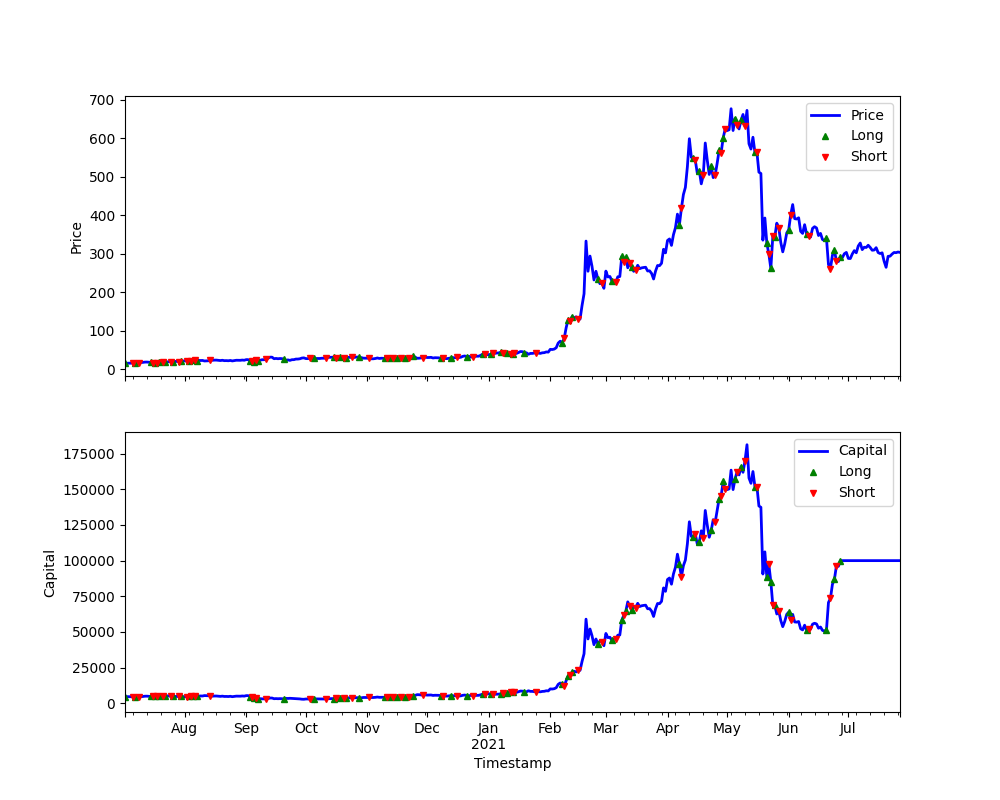 700
600
500
400
300
200
100
0
Price
Price
Long
Short
175000
150000
125000
100000
75000
50000
25000
0
Capital
Capital
Long
Short
Aug Sep Oct Nov Dec Jan Feb Mar Apr May Jun Jul
2021
Timestamp